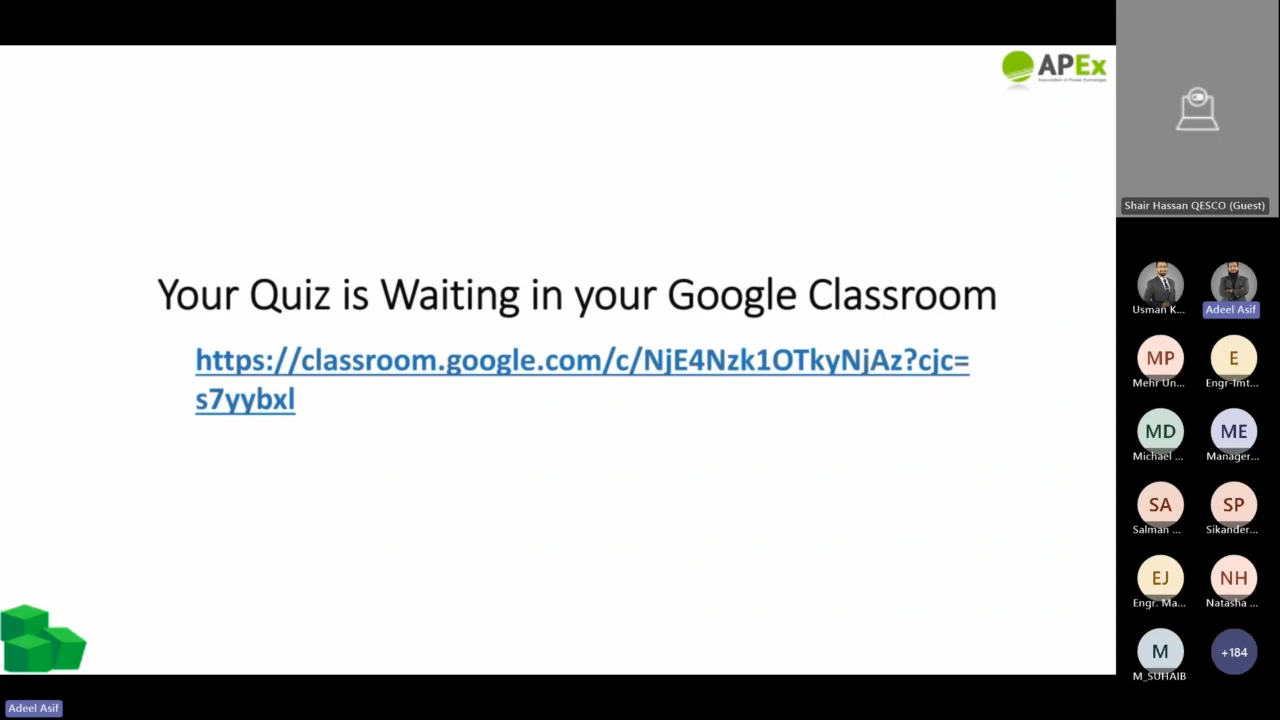 APEx
Your Quiz is Waiting in your Google Classroom
https://classroom.google.com/c/NjE4Nzk1OTkyNjAz?cjc=
s7yybxl
Shair Hassan QESCO (Guest)
Usman K...
Adeel Asif
MP
E
Mehr Un...
Engr-Imt...
MD
ME
Michael ...
Manager...
SA
SP
Salman ...
Sikander...
EJ
NH
Engr. Ma...
Natasha ...
M
+184
M_SUHAIB
Adeel Asif